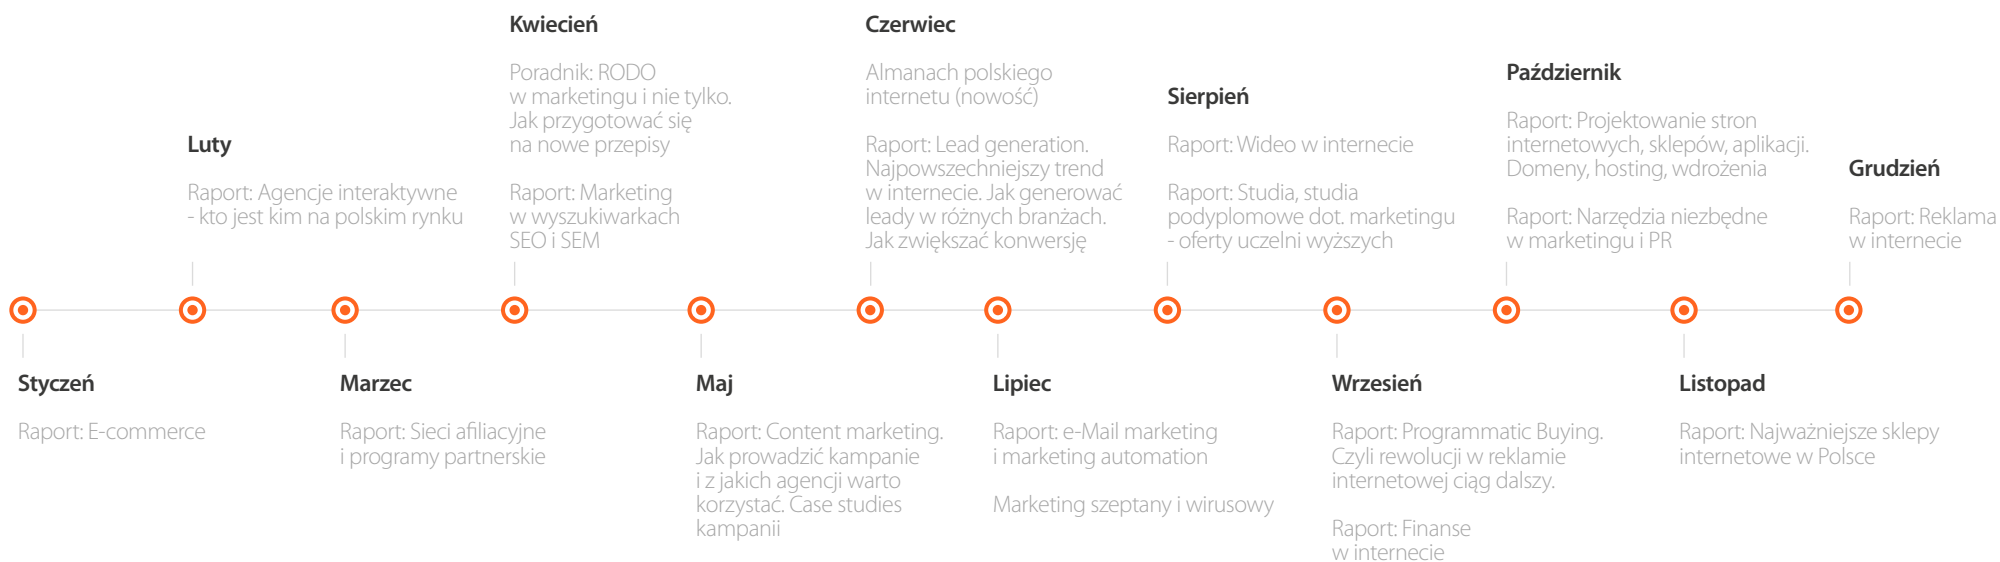 Kwiecień
Poradnik: RODO
w marketingu i nie tylko.
Jak przygotować się
na nowe przepisy
Raport: Marketing
w wyszukiwarkach
SEO i SEM
Czerwiec
Almanach polskiego
internetu (nowość)
Raport: Lead generation.
Najpowszechniejszy trend
w internecie. Jak generować
leady w różnych branżach.
Jak zwiększać konwersję
Październik
Raport: Projektowanie stron
internetowych, sklepów, aplikacji.
Domeny, hosting, wdrożenia
Raport: Narzędzia niezbędne
w marketingu i PR
Sierpień
Raport: Wideo w internecie
Raport: Studia, studia
podyplomowe dot. marketingu
- oferty uczelni wyższych
Luty
Raport: Agencje interaktywne
- kto jest kim na polskim rynku
Grudzień
Raport: Reklama
w internecie
Styczeń
Raport: E-commerce
Marzec
Raport: Sieci afiliacyjne
i programy partnerskie
Maj
Raport: Content marketing.
Jak prowadzić kampanie
i z jakich agencji warto
korzystać. Case studies
kampanii
Lipiec
Raport: e-Mail marketing
i marketing automation
Marketing szeptany i wirusowy
Wrzesień
Raport: Programmatic Buying.
Czyli rewolucji w reklamie
internetowej ciąg dalszy.
Raport: Finanse
w internecie
Listopad
Raport: Najważniejsze sklepy
internetowe w Polsce